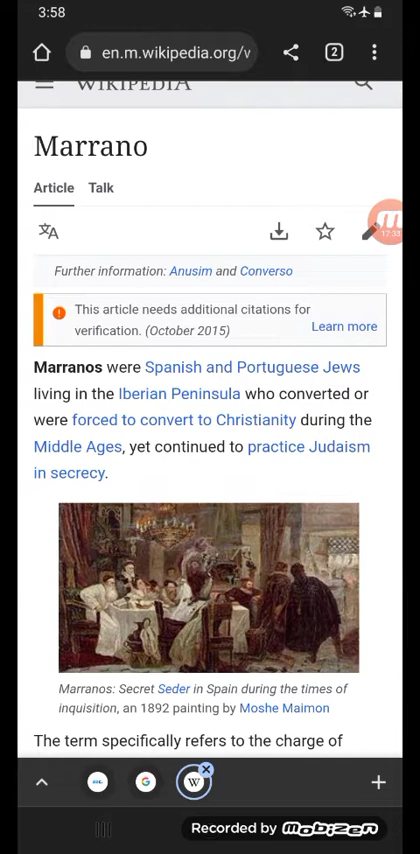 3:58
2
en.m.wikipedia.org/v
WIKIPEDIA
Marrano
Article Talk
17:33
Further information: Anusim and Converso
This article needs additional citations for
verification. (October 2015)
Learn more
Marranos were Spanish and Portuguese Jews
living in the Iberian Peninsula who converted or
were forced to convert to Christianity during the
Middle Ages, yet continued to practice Judaism
in secrecy.
Marranos: Secret Seder in Spain during the times of
inquisition, an 1892 painting by Moshe Maimon
The term specifically refers to the charge of
G
W
Recorded by mobizen